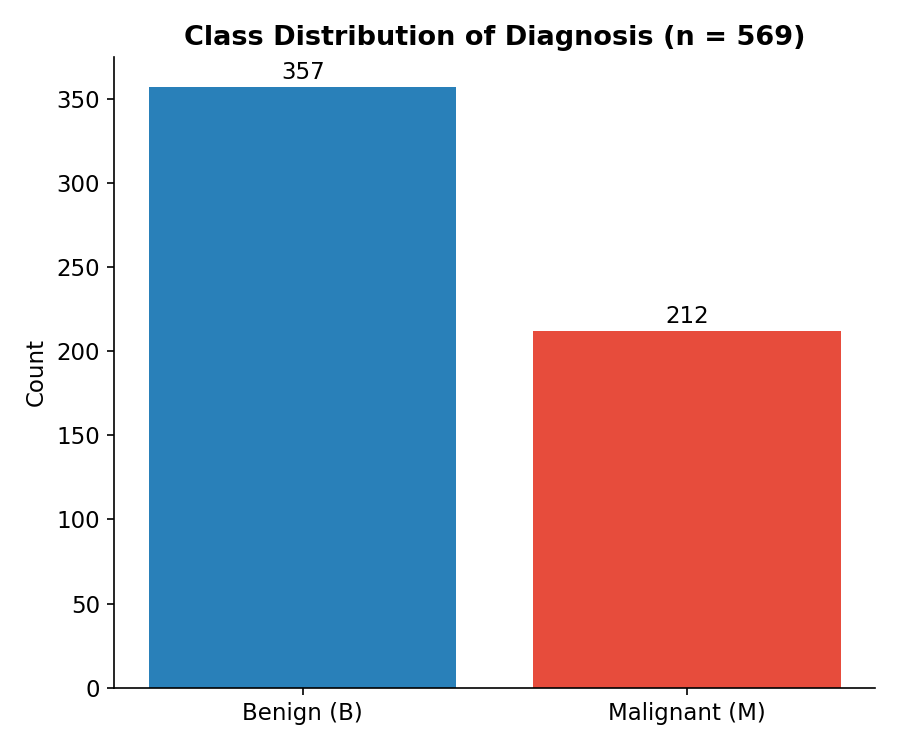 Class Distribution of Diagnosis (n = 569)
357
212
350
300
250
200
150
100
50
0
Count
Benign (B)
Malignant (M)